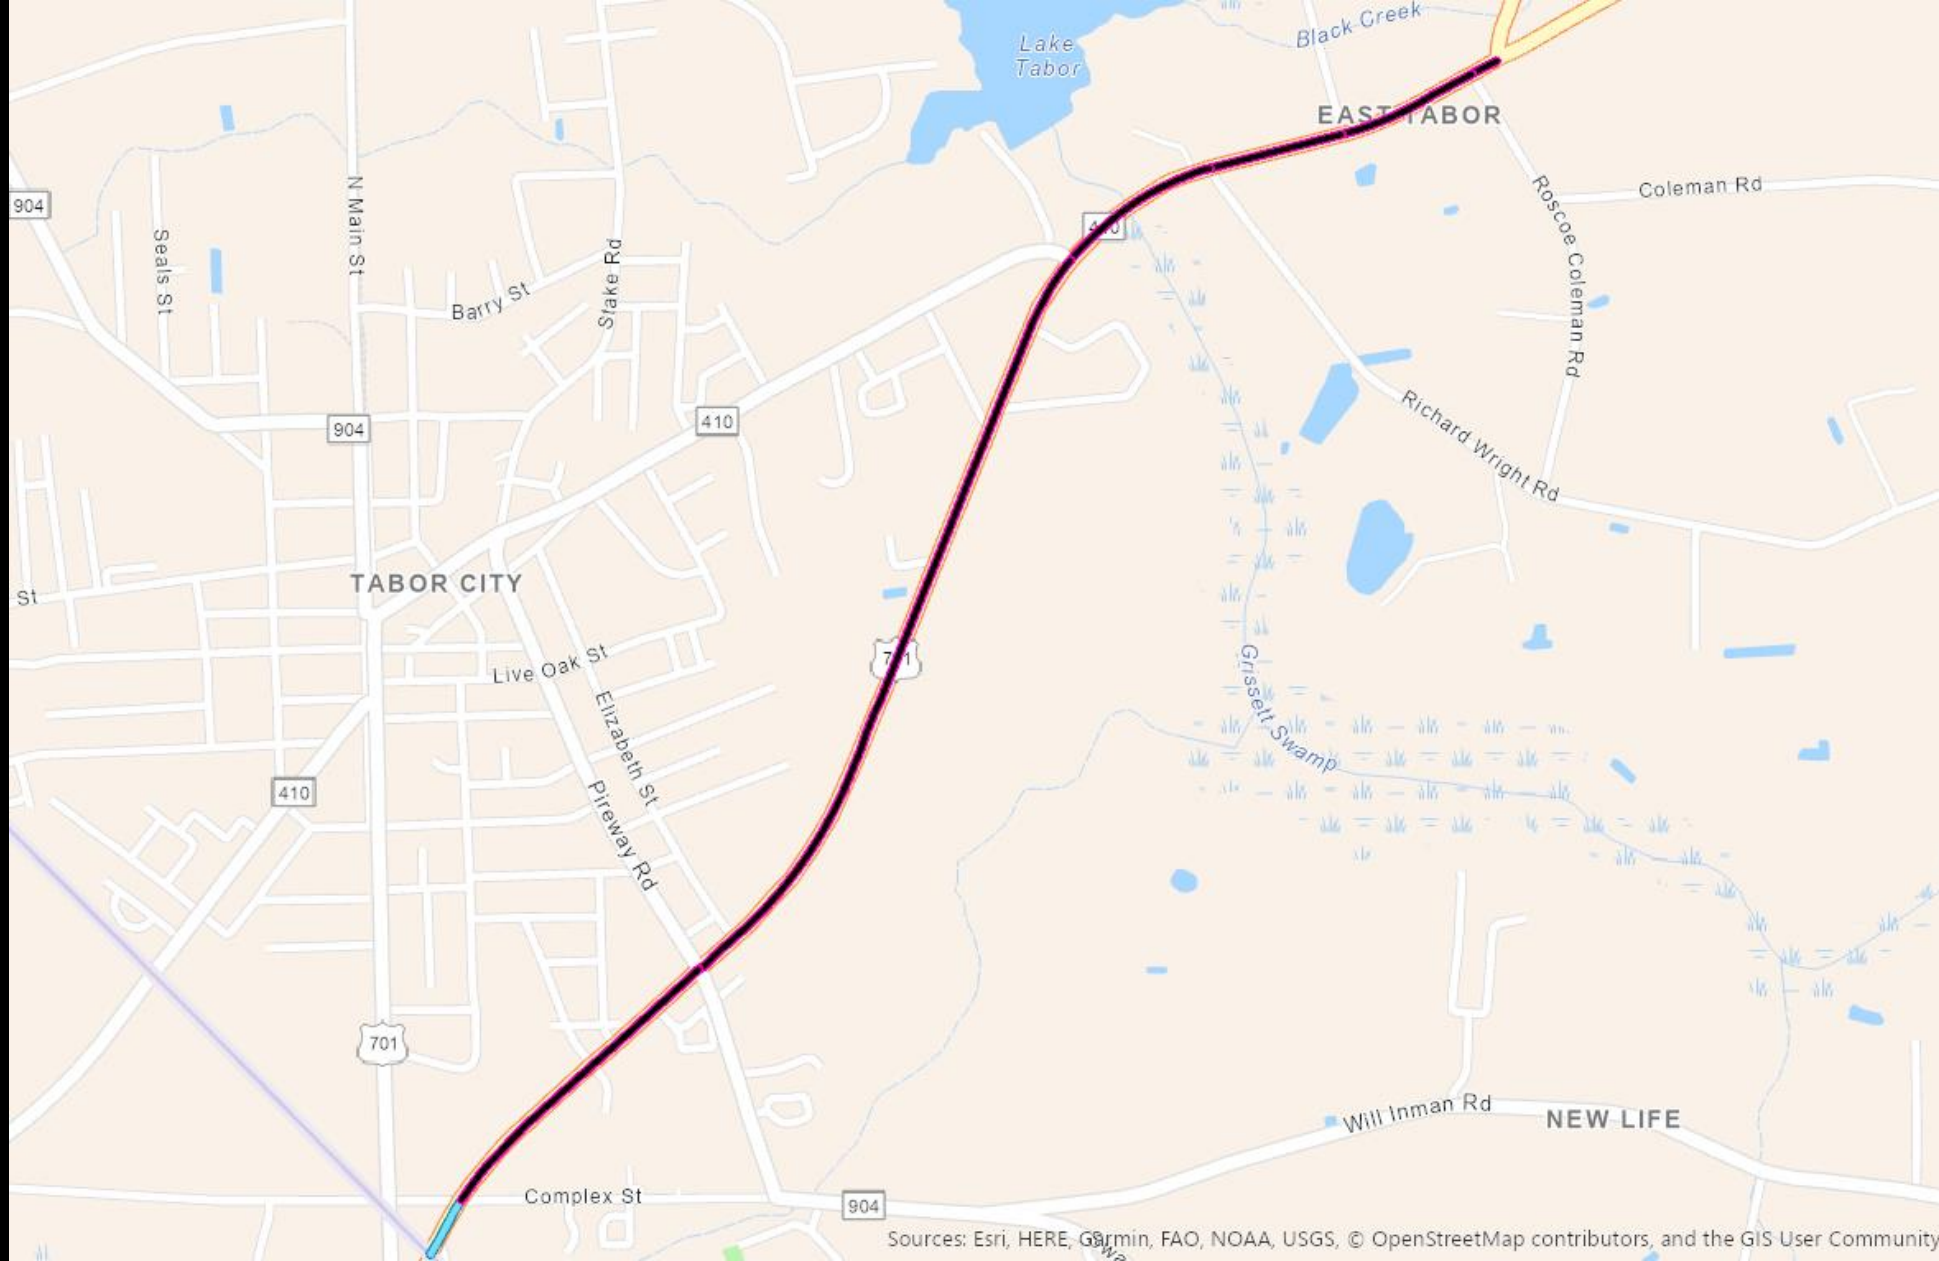 Black Creek
Lake
Tabor
EAST TABOR
Coleman Rd
904
N Main St
Roscoe Coleman Rd
410
Seals St
Stake Rd
Barry St
410
904
Richard Wright Rd
TABOR CITY
St
Live Oak St
701
Grissett Swamp
Elizabeth St
410
Pireway Rd
701
Will Inman Rd
NEW LIFE
Complex St
904
Sources: Esri, HERE, Garmin, FAO, NOAA, USGS, © OpenStreetMap contributors, and the GIS User Community